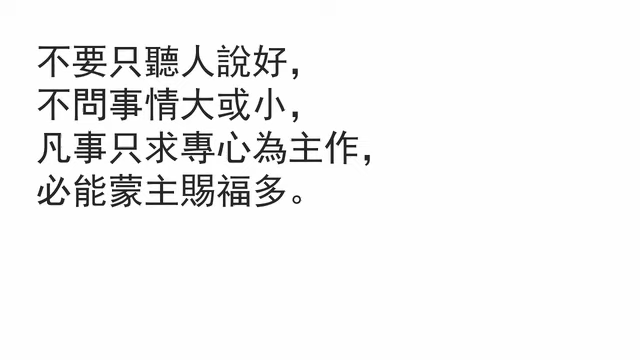 不要只聽人說好，
不問事情大或小，
凡事只求專心為主作，
必能蒙主賜福多。